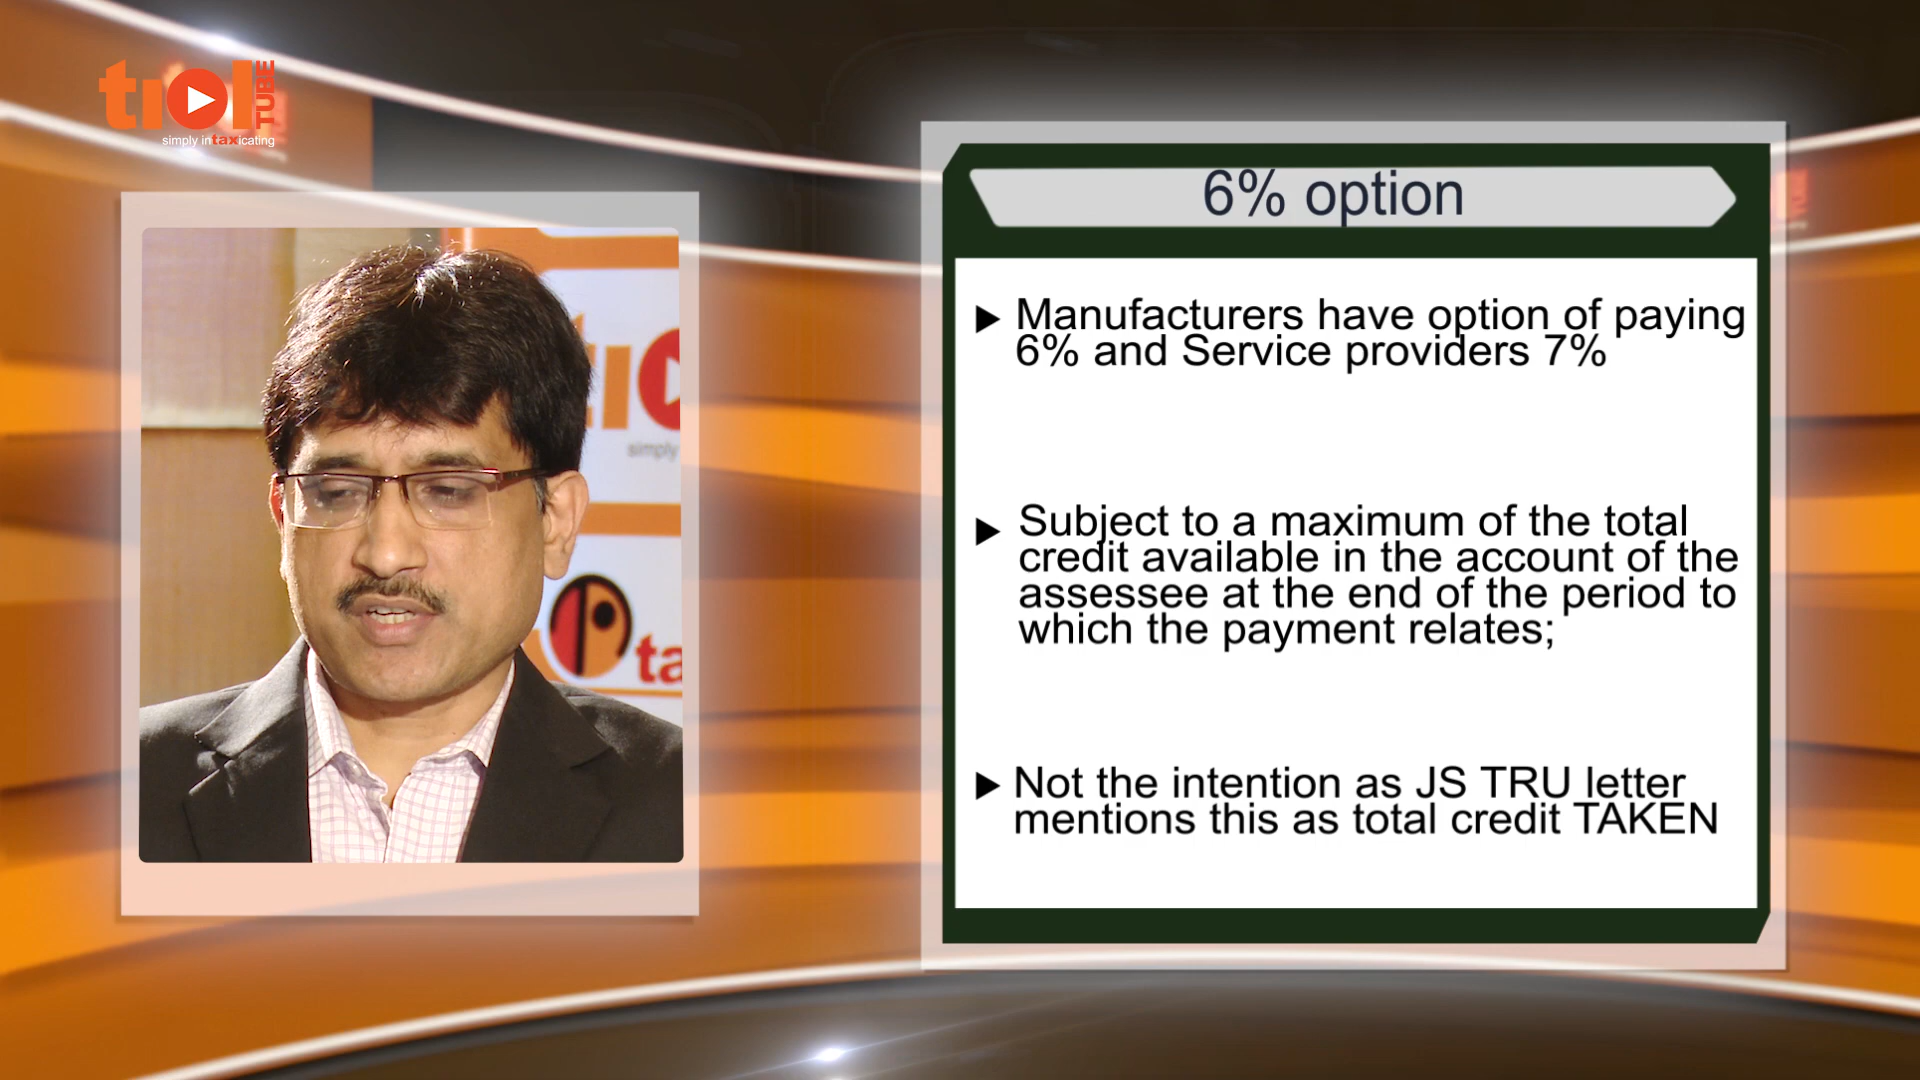 tiol
TUBE
simply intaxicating
6% option
Manufacturers have option of paying
6% and Service providers 7%
Subject to a maximum of the total
credit available in the account of the
assessee at the end of the period to
which the payment relates;
Not the intention as JS TRU letter
mentions this as total credit TAKEN
simply
ta